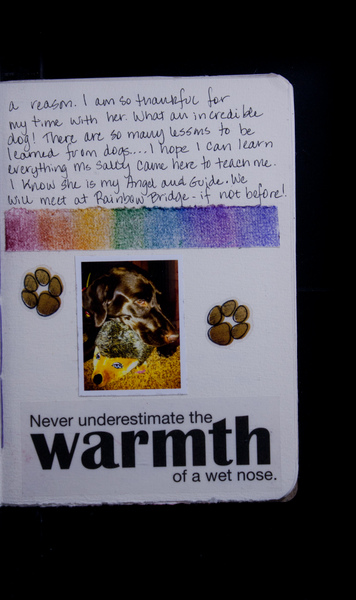 a reason. I am so thankful for
my time with her. What an incredible
dog! There are so many lessons to be
learned from dogs.... I hope I can learn
everything Ms Sally came here to teach me.
I know she is my Angel and Guide. We
will meet at Rainbow Bridge - if not before!
Never underestimate the
warmth
of a wet nose.